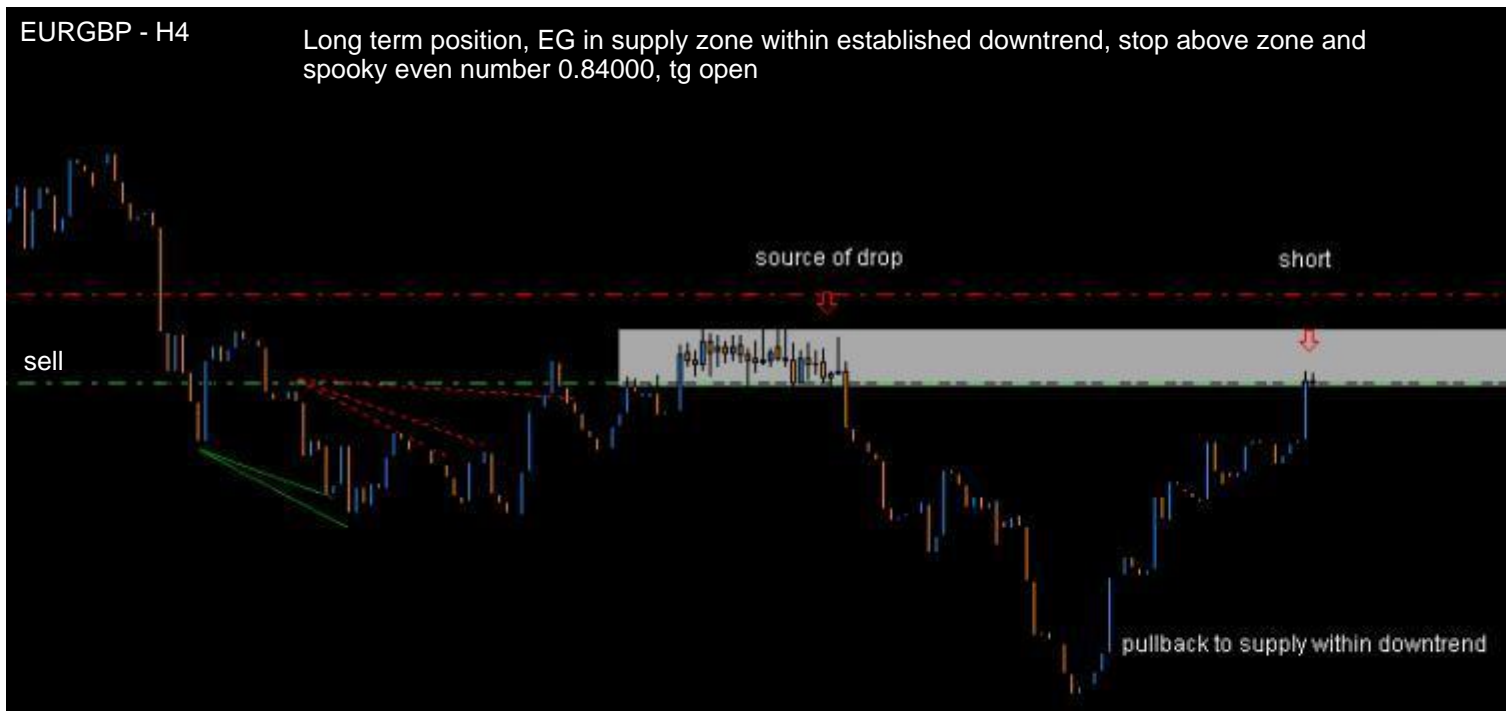 EURGBP - H4
Long term position, EG in supply zone within established downtrend, stop above zone and
spooky even number 0.84000, tg open
source of drop
short
sell
pullback to supply within downtrend